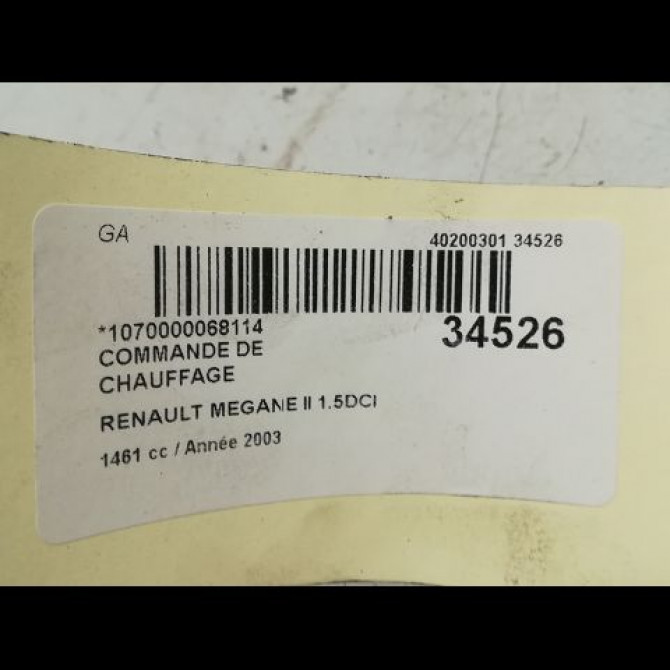 GA
40200301 34526
*1070000068114
34526
COMMANDE DE
CHAUFFAGE
RENAULT MEGANE II 1.5DCI
1461 cc / Année 2003